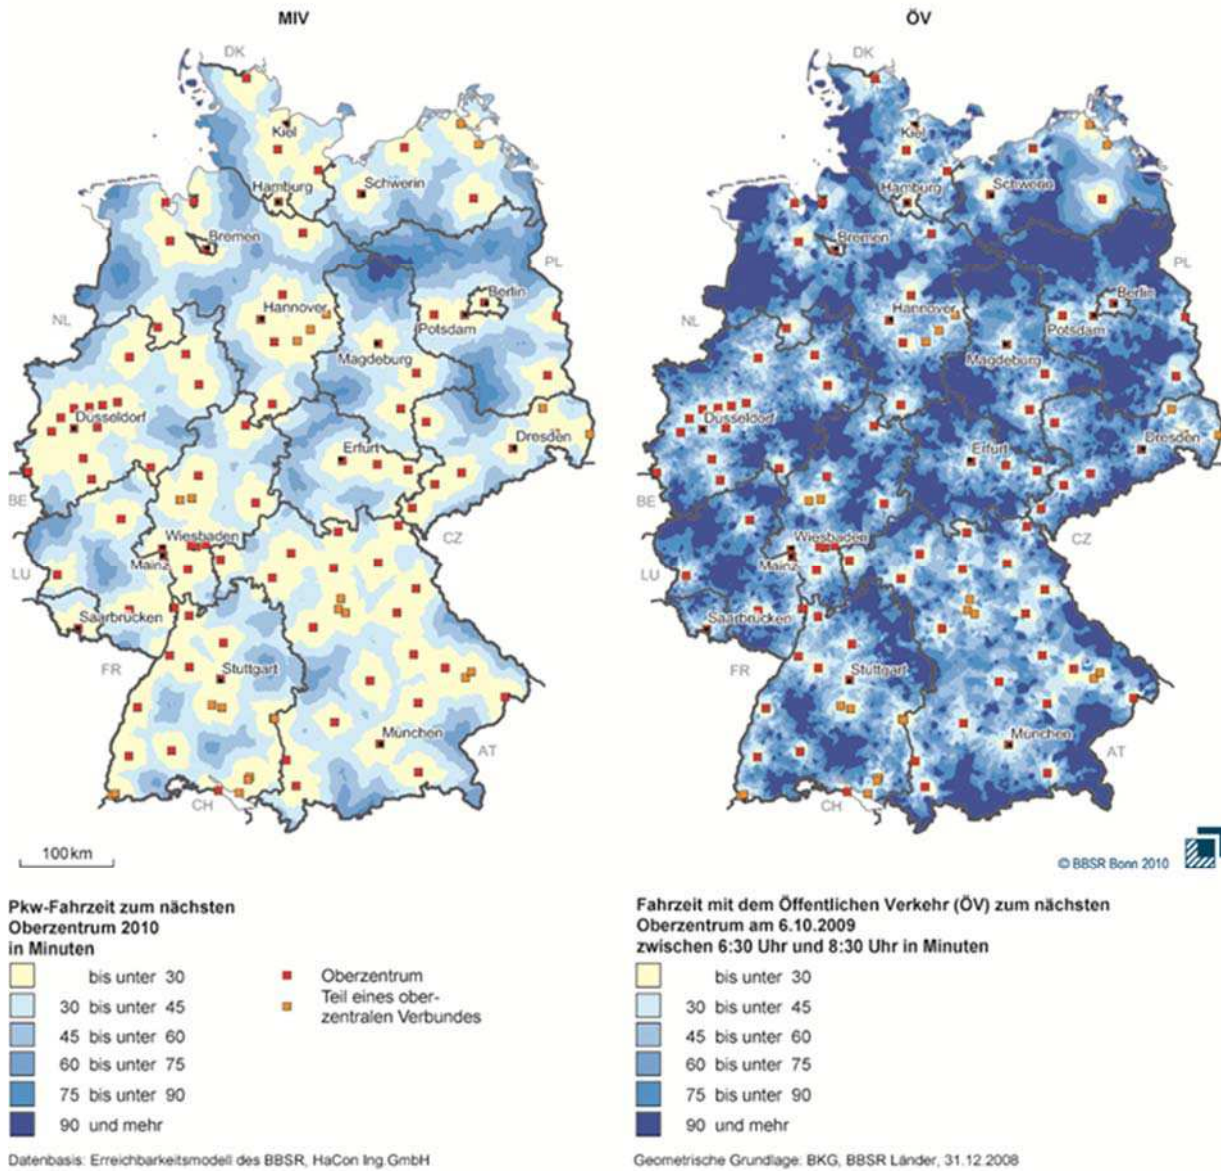 MIV
DK
Kiel
Hamburg
Schwerin
Bremen
PL
Berlin
Hannover
NL
Potsdam
Magdeburg
Düsseldorf
Erfurt
Dresden
BE
Wiesbaden
CZ
Mainz
LU
Saarbrücken
FR
Stuttgart
München
AT
CH
100 km
ÖV
DK
Kiel
Hamburg
Schwerin
Bremen
PL
Berlin
Hannover
NL
Potsdam
Magdeburg
Düsseldorf
Erfurt
Dresden
BE
Wiesbaden
CZ
Mainz
LU
Saarbrücken
FR
Stuttgart
München
AT
CH
© BBSR Bonn 2010
Pkw-Fahrzeit zum nächsten
Oberzentrum 2010
in Minuten
bis unter 30
30 bis unter 45
45 bis unter 60
60 bis unter 75
75 bis unter 90
90 und mehr
Oberzentrum
Teil eines ober-
zentralen Verbundes
Fahrzeit mit dem Öffentlichen Verkehr (ÖV) zum nächsten
Oberzentrum am 6.10.2009
zwischen 6:30 Uhr und 8:30 Uhr in Minuten
bis unter 30
30 bis unter 45
45 bis unter 60
60 bis unter 75
75 bis unter 90
90 und mehr
Datenbasis: Erreichbarkeitsmodell des BBSR, HaCon Ing.GmbH
Geometrische Grundlage: BKG, BBSR Länder, 31.12.2008